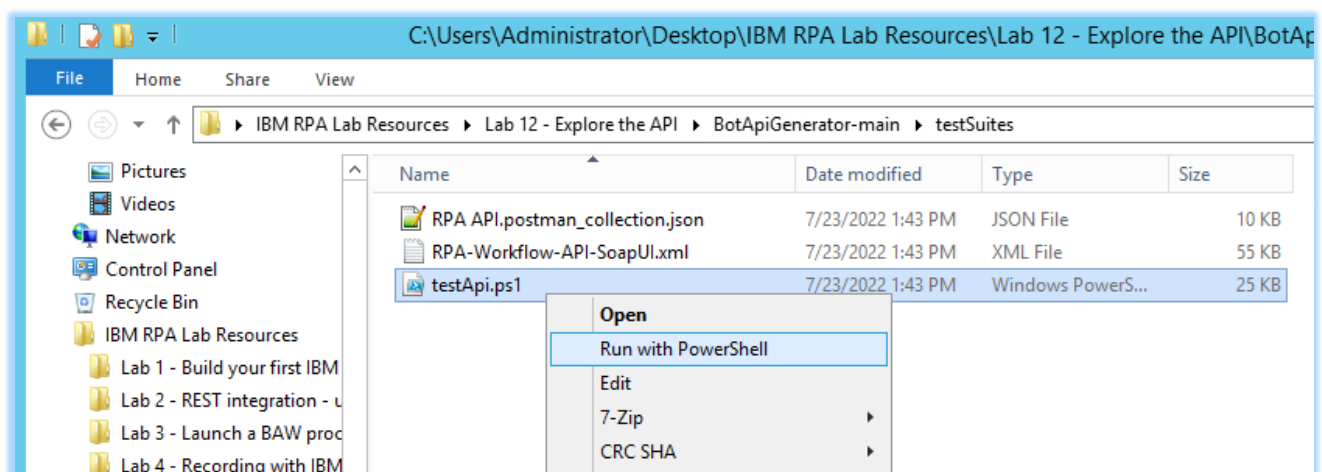 C:\Users\Administrator\Desktop\IBM RPA Lab Resources\Lab 12 - Explore the API\BotAp
File Home Share View
IBM RPA Lab Resources Lab 12 - Explore the API BotApiGenerator-main testSuites
Pictures
Videos
Network
Control Panel
Recycle Bin
IBM RPA Lab Resources
Lab 1 - Build your first IBM
Lab 2 - REST integration - u
Lab 3 - Launch a BAW proc
Lab 4 - Recording with IBM
Name Date modified Type Size
RPA API.postman_collection.json 7/23/2022 1:43 PM JSON File 10 KB
RPA-Workflow-API-SoapUI.xml 7/23/2022 1:43 PM XML File 55 KB
testApi.ps1 7/23/2022 1:43 PM Windows PowerS... 25 KB
Open
Run with PowerShell
Edit
7-Zip
CRC SHA